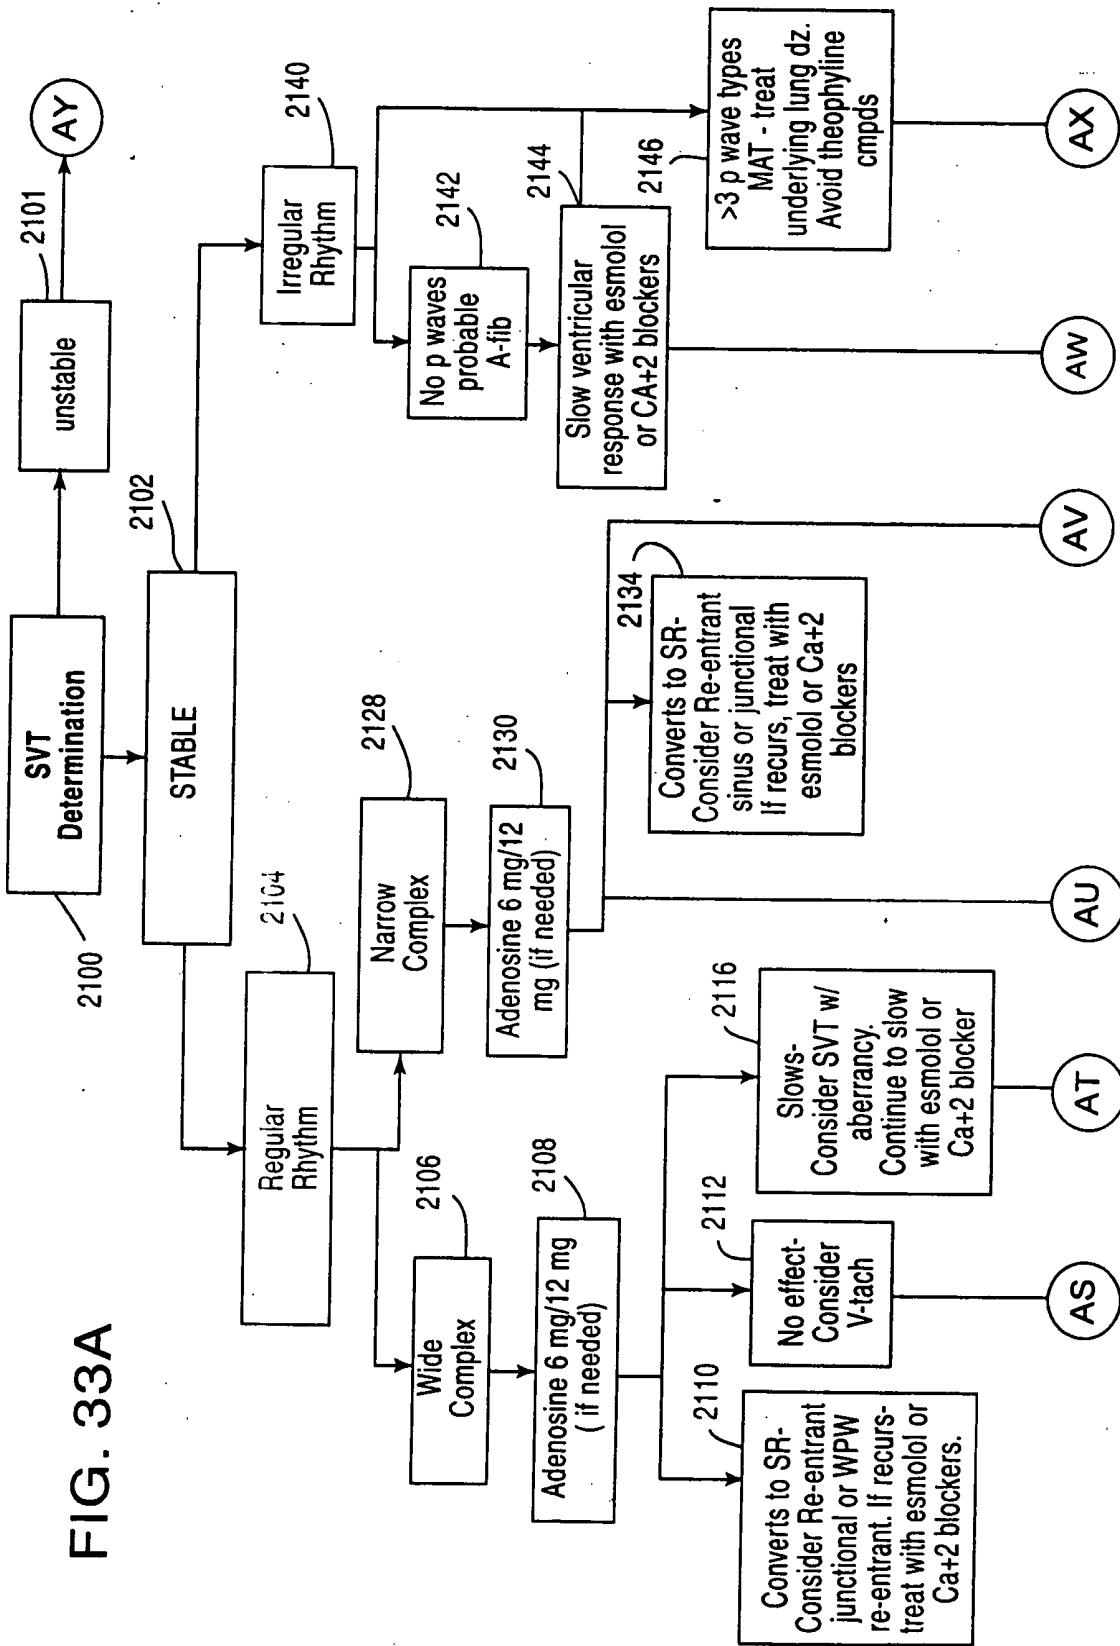 FIG. 33A
SVT
Determination
2100
unstable
2101
AY
STABLE
2102
Regular
Rhythm
2104
Irregular
Rhythm
2140
Wide
Complex
2106
Narrow
Complex
2128
No p waves
probable
A-fib
2142
Adenosine 6 mg/12 mg
( if needed)
2108
Adenosine 6 mg/12
mg (if needed)
2130
Slow ventricular
response with esmolol
or CA+2 blockers
2144
>3 p wave types
MAT - treat
underlying lung dz.
Avoid theophyline
cmpds
2146
Converts to SR-
Consider Re-entrant
junctional or WPW
re-entrant. If recurs-
treat with esmolol or
Ca+2 blockers.
2110
No effect-
Consider
V-tach
2112
Slows-
Consider SVT w/
aberrancy.
Continue to slow
with esmolol or
Ca+2 blocker
2116
Converts to SR-
Consider Re-entrant
sinus or junctional
If recurs, treat with
esmolol or Ca+2
blockers
2134
AS
AT
AU
AV
AW
AX